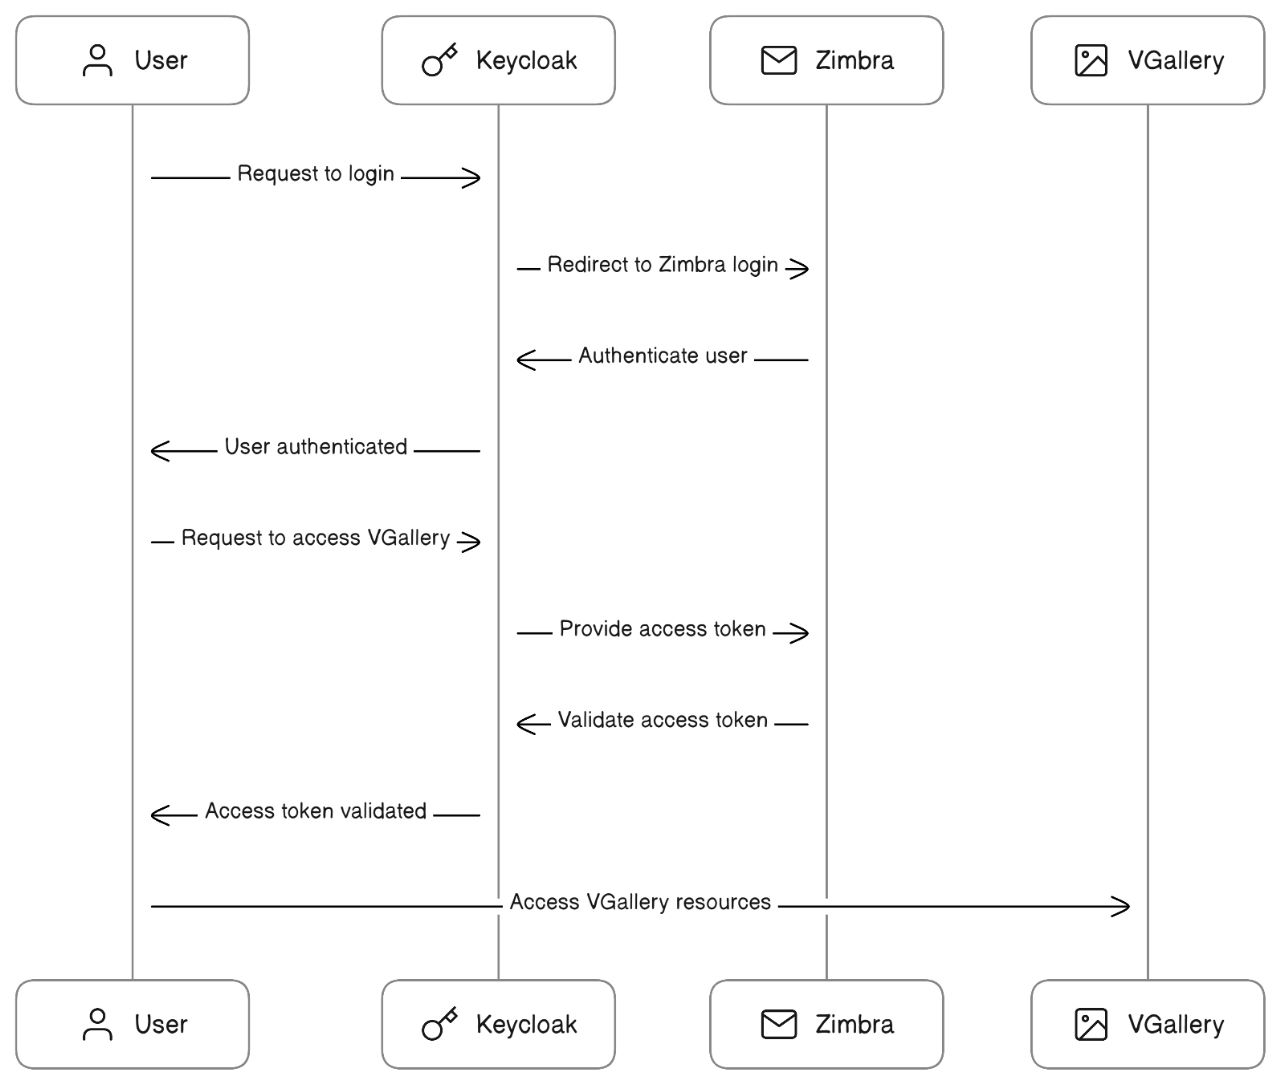 User
Keycloak
Zimbra
VGallery
Request to login
Redirect to Zimbra login
Authenticate user
User authenticated
Request to access VGallery
Provide access token
Validate access token
Access token validated
Access VGallery resources
User
Keycloak
Zimbra
VGallery